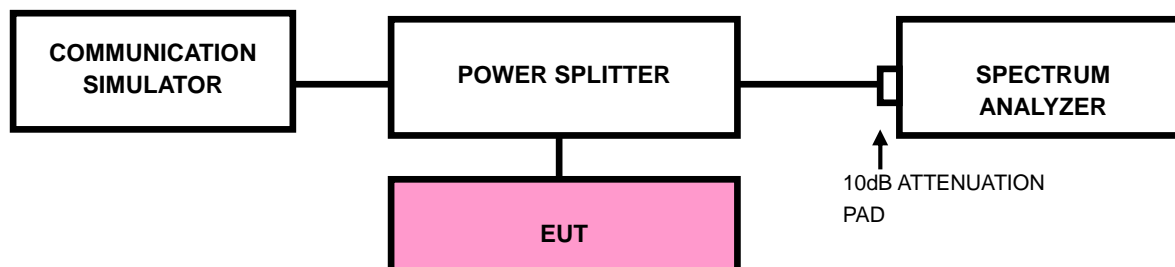 COMMUNICATION
SIMULATOR
POWER SPLITTER
SPECTRUM
ANALYZER
10dB ATTENUATION
PAD
EUT